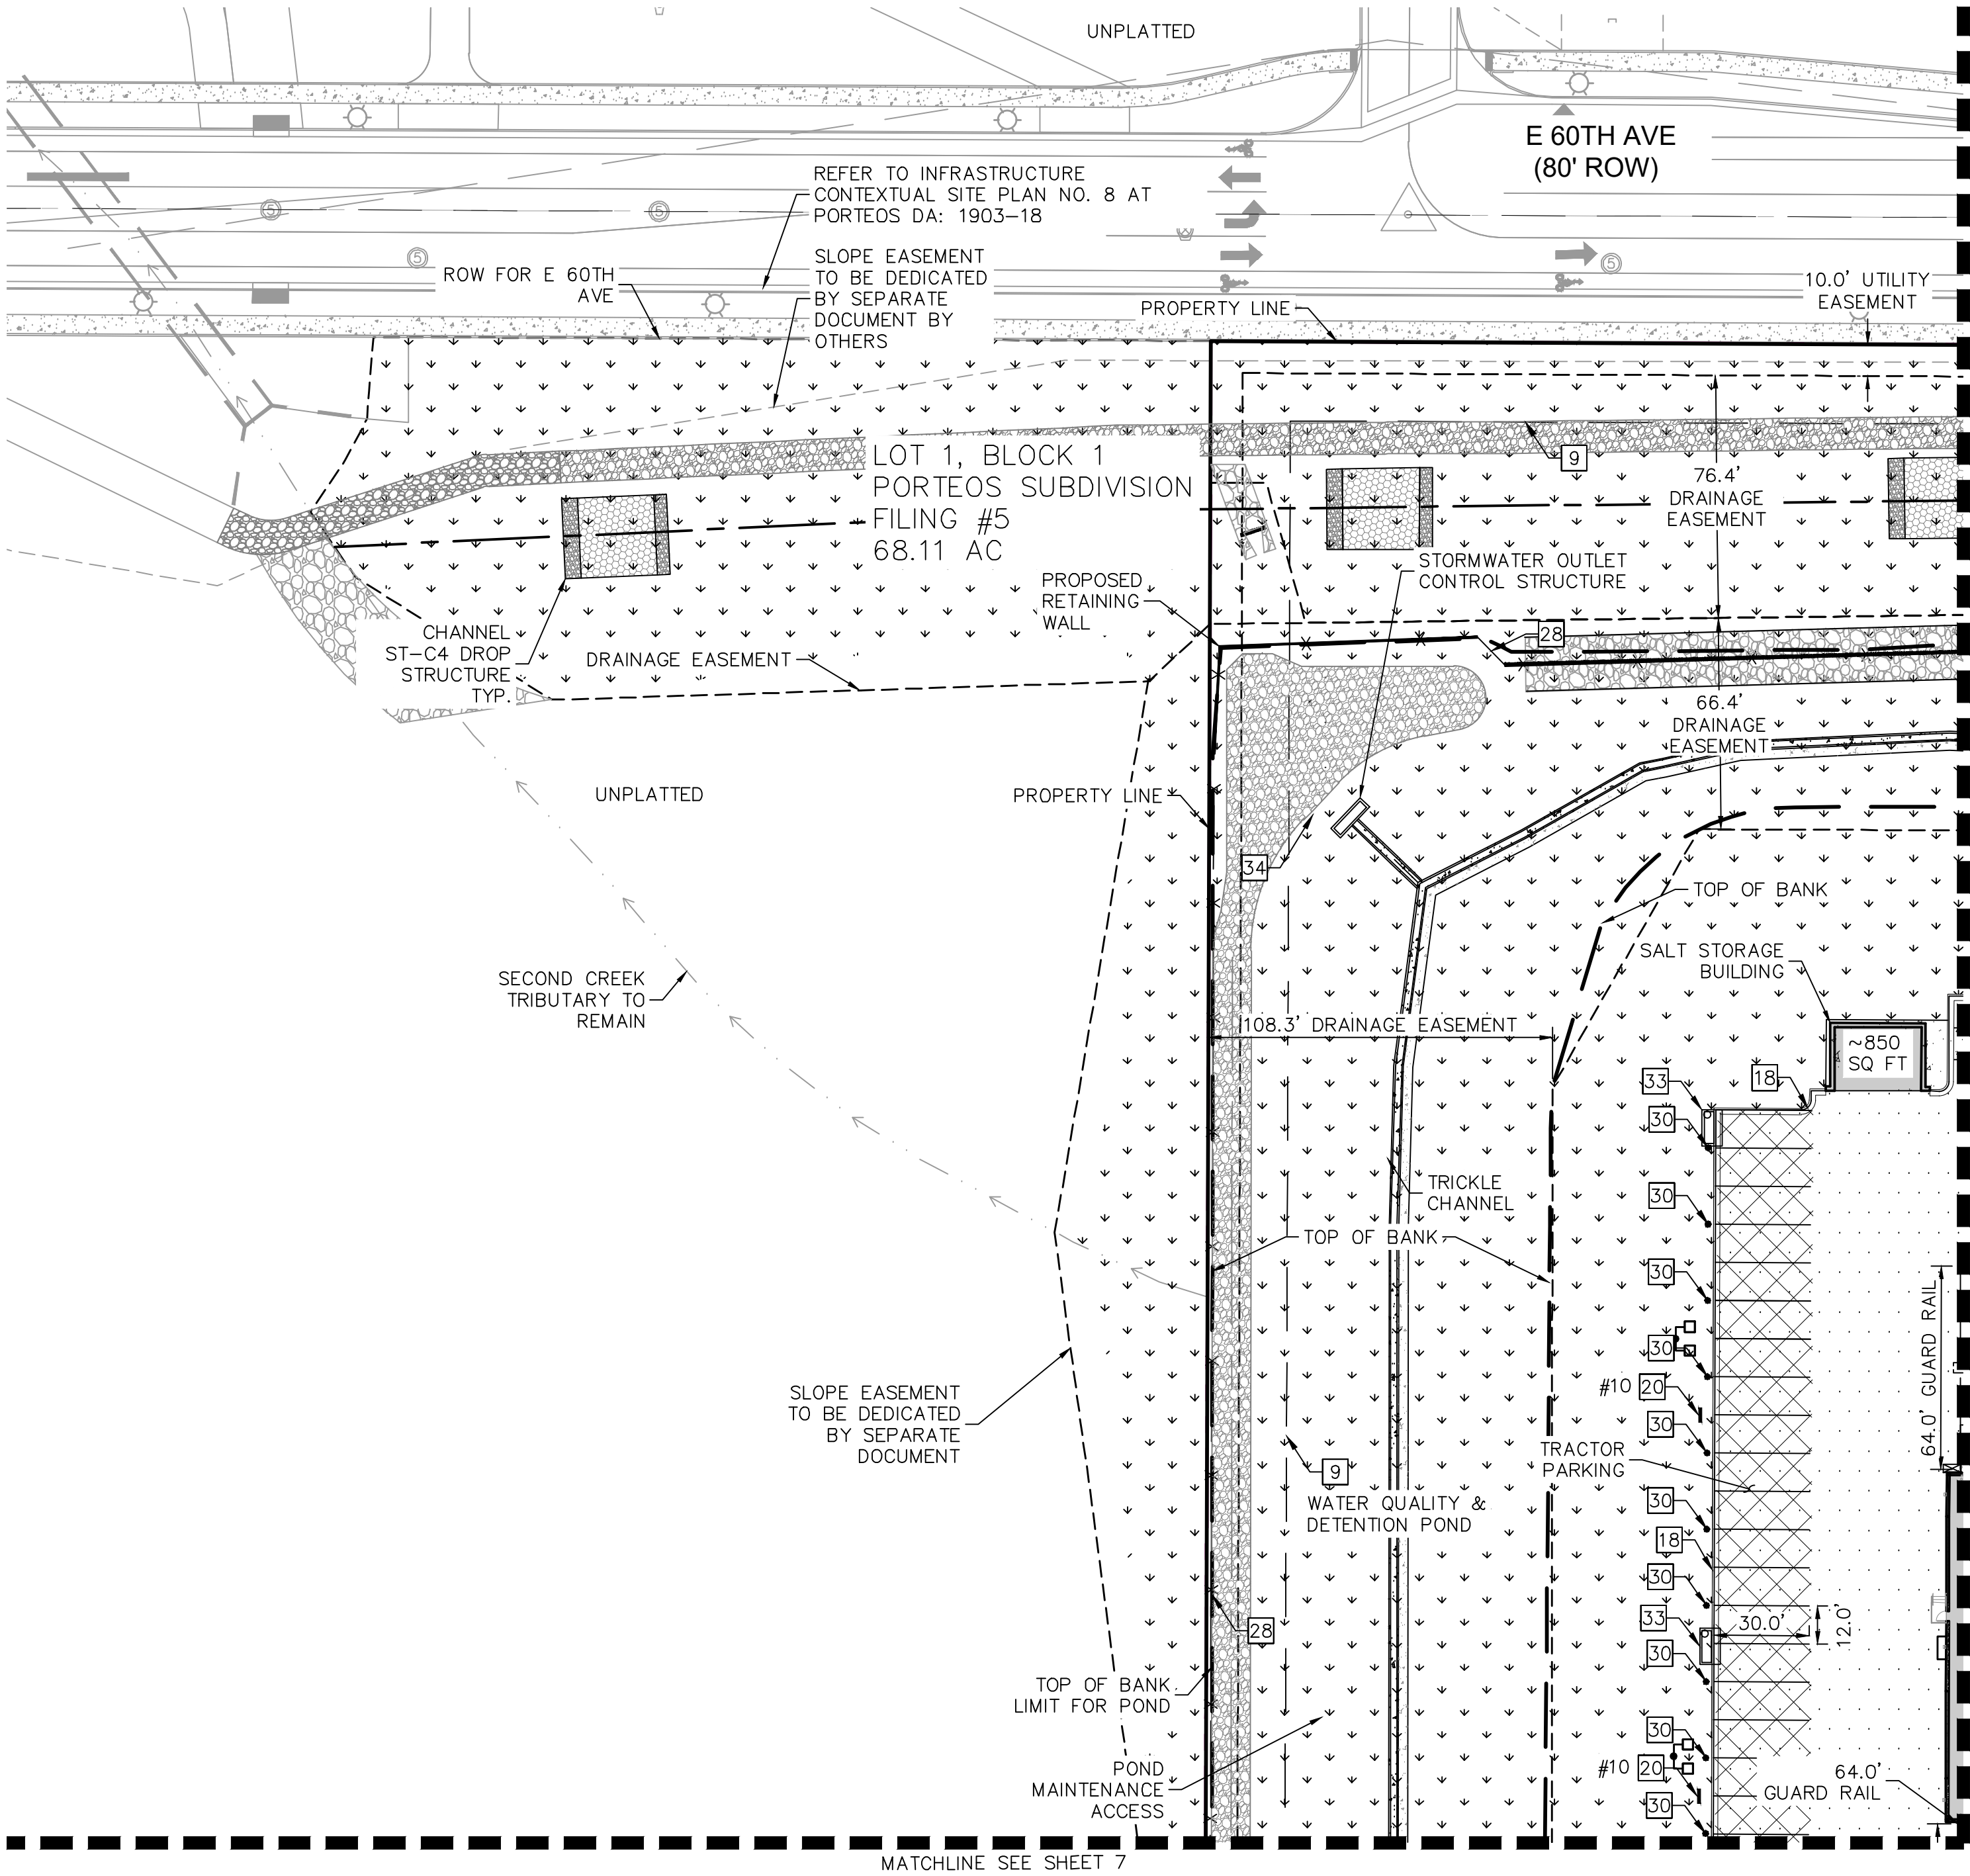 UNPLATTED
E 60TH AVE
(80' ROW)
REFER TO INFRASTRUCTURE
CONTEXTUAL SITE PLAN NO. 8 AT
PORTEOS DA: 1903-18
5
5
5
5
SLOPE EASEMENT
TO BE DEDICATED
BY SEPARATE
DOCUMENT BY
OTHERS
ROW FOR E 60TH
AVE
10.0' UTILITY
EASEMENT
PROPERTY LINE
LOT 1, BLOCK 1
PORTEOS SUBDIVISION
FILING #5
68.11 AC
9
76.4'
DRAINAGE
EASEMENT
STORMWATER OUTLET
CONTROL STRUCTURE
PROPOSED
RETAINING
WALL
28
CHANNEL
ST-C4 DROP
STRUCTURE
TYP.
DRAINAGE EASEMENT
66.4'
DRAINAGE
EASEMENT
UNPLATTED
PROPERTY LINE
34
TOP OF BANK
SALT STORAGE
BUILDING
SECOND CREEK
TRIBUTARY TO
REMAIN
108.3' DRAINAGE EASEMENT
~850
SQ FT
33
18
30
TRICKLE
CHANNEL
30
TOP OF BANK
30
64.0' GUARD RAIL
30
#10 20
SLOPE EASEMENT
TO BE DEDICATED
BY SEPARATE
DOCUMENT
30
TRACTOR
PARKING
9
WATER QUALITY &
DETENTION POND
30
18
30
33
30.0'
12.0'
28
30
TOP OF BANK
LIMIT FOR POND
30
#10 20
POND
MAINTENANCE
ACCESS
64.0'
GUARD RAIL
30
MATCHLINE SEE SHEET 7